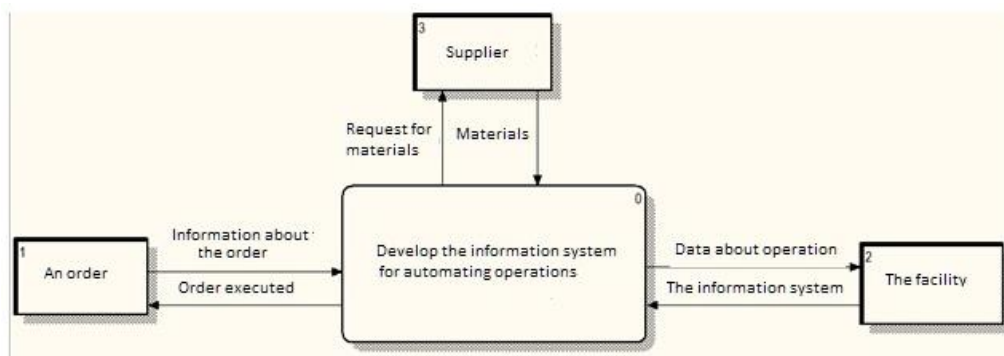 3
Supplier
Request for
materials
Materials
0
Develop the information system
for automating operations
1
An order
Information about
the order
Order executed
Data about operation
The information system
2
The facility